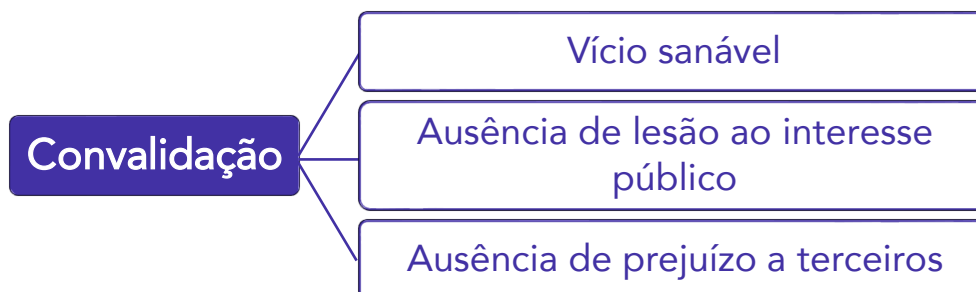 Convalidação
Vício sanável
Ausência de lesão ao interesse
público
Ausência de prejuízo a terceiros